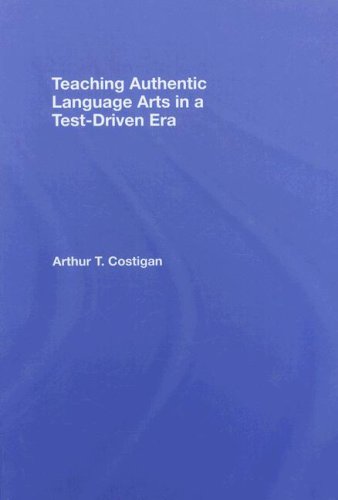 Teaching Authentic
Language Arts in a
Test-Driven Era
Arthur T. Costigan